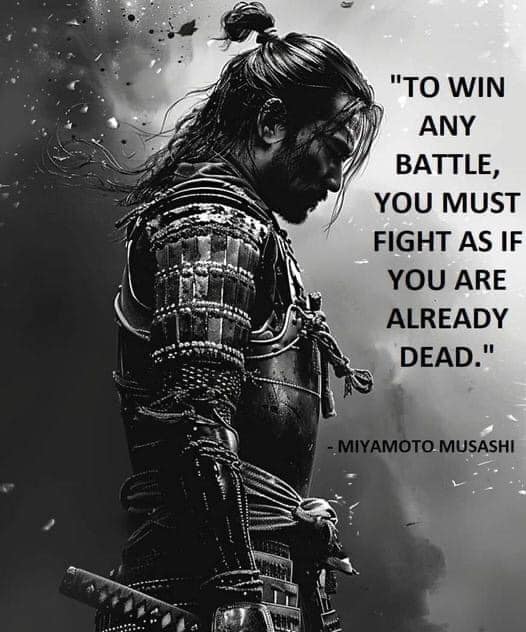 "TO WIN
ANY
BATTLE,
YOU MUST
FIGHT AS IF
YOU ARE
ALREADY
DEAD."
- MIYAMOTO MUSASHI